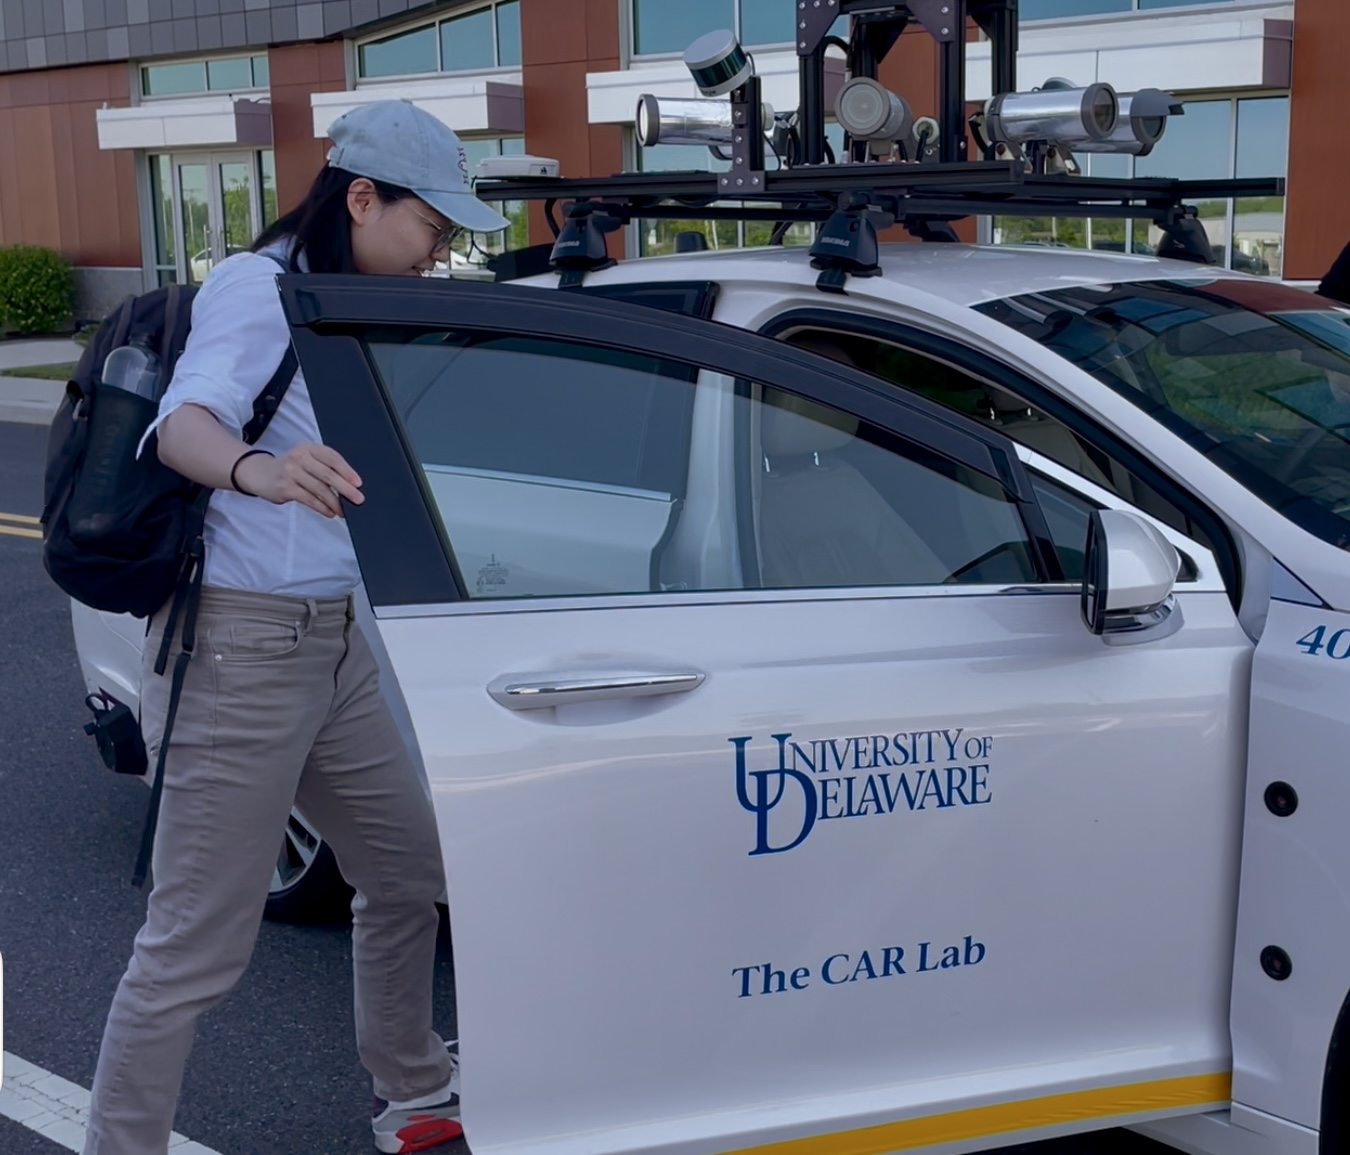 UNIVERSITY OF
DELAWARE
The CAR Lab
40